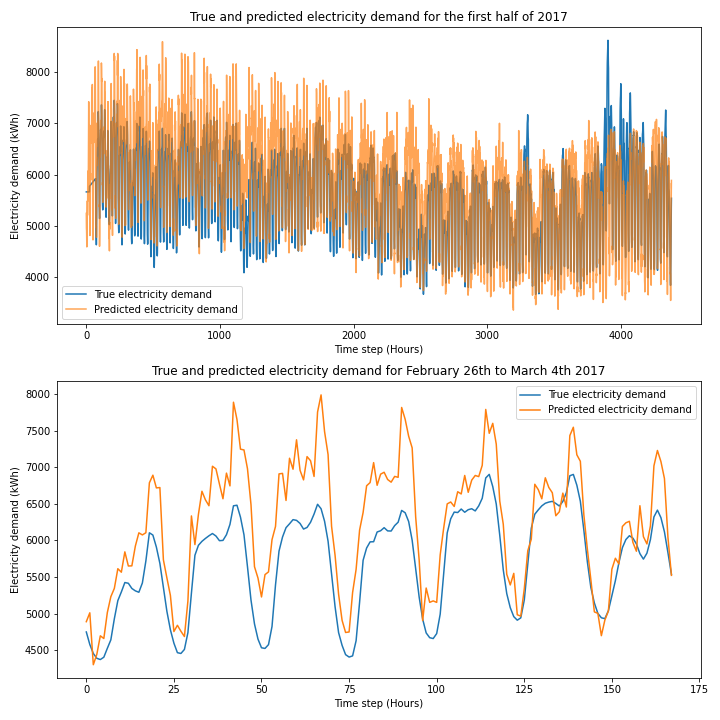 True and predicted electricity demand for the first half of 2017
Electricity demand (kWh)
8000
7000
6000
5000
4000
True electricity demand
Predicted electricity demand
0
1000
2000
3000
4000
Time step (Hours)
True and predicted electricity demand for February 26th to March 4th 2017
Electricity demand (kWh)
8000
7500
7000
6500
6000
5500
5000
4500
True electricity demand
Predicted electricity demand
0
25
50
75
100
125
150
175
Time step (Hours)